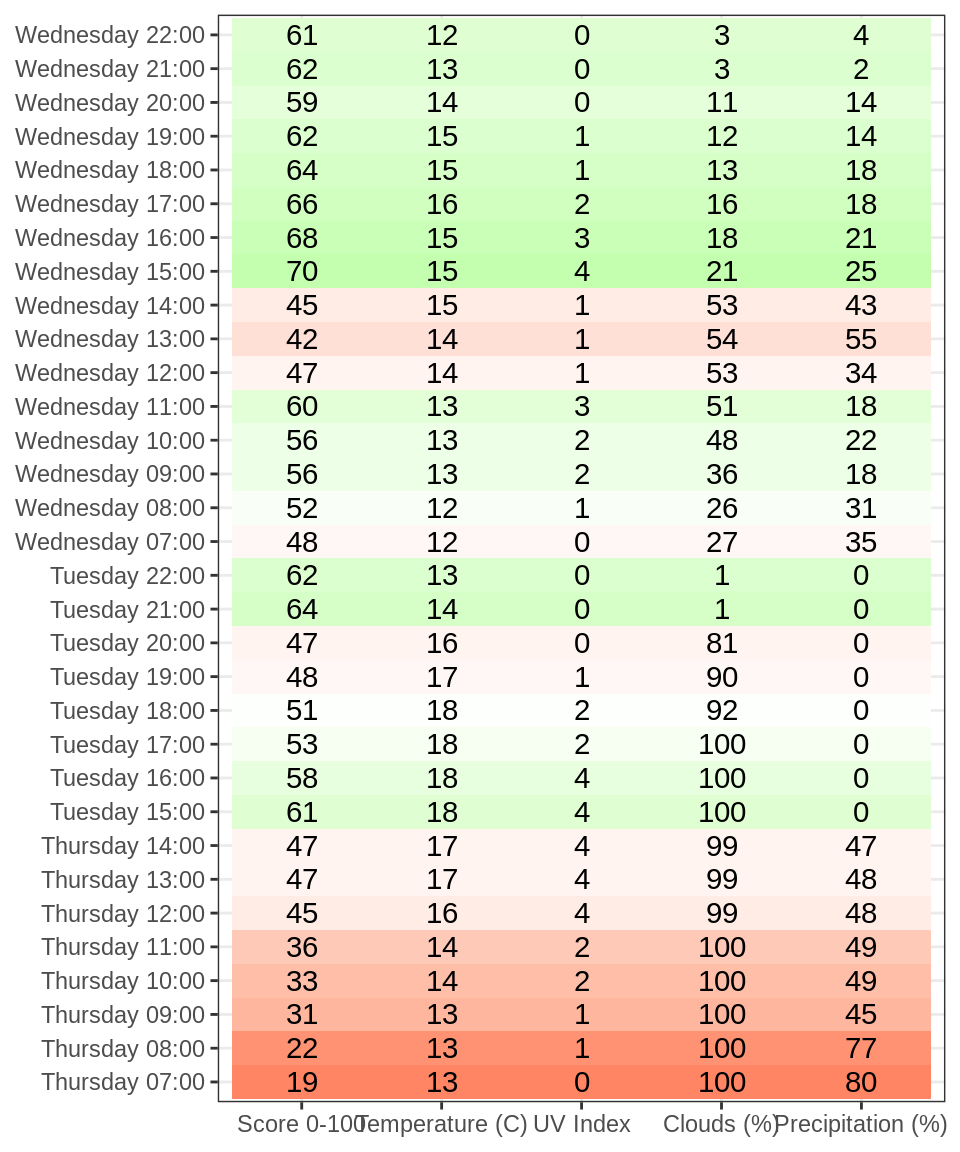 Wednesday 22:00 61 12 0 3 4
Wednesday 21:00 62 13 0 3 2
Wednesday 20:00 59 14 0 11 14
Wednesday 19:00 62 15 1 12 14
Wednesday 18:00 64 15 1 13 18
Wednesday 17:00 66 16 2 16 18
Wednesday 16:00 68 15 3 18 21
Wednesday 15:00 70 15 4 21 25
Wednesday 14:00 45 15 1 53 43
Wednesday 13:00 42 14 1 54 55
Wednesday 12:00 47 14 1 53 34
Wednesday 11:00 60 13 3 51 18
Wednesday 10:00 56 13 2 48 22
Wednesday 09:00 56 13 2 36 18
Wednesday 08:00 52 12 1 26 31
Wednesday 07:00 48 12 0 27 35
Tuesday 22:00 62 13 0 1 0
Tuesday 21:00 64 14 0 1 0
Tuesday 20:00 47 16 0 81 0
Tuesday 19:00 48 17 1 90 0
Tuesday 18:00 51 18 2 92 0
Tuesday 17:00 53 18 2 100 0
Tuesday 16:00 58 18 4 100 0
Tuesday 15:00 61 18 4 100 0
Thursday 14:00 47 17 4 99 47
Thursday 13:00 47 17 4 99 48
Thursday 12:00 45 16 4 99 48
Thursday 11:00 36 14 2 100 49
Thursday 10:00 33 14 2 100 49
Thursday 09:00 31 13 1 100 45
Thursday 08:00 22 13 1 100 77
Thursday 07:00 19 13 0 100 80
Score 0-100 Temperature (C) UV Index Clouds (%) Precipitation (%)